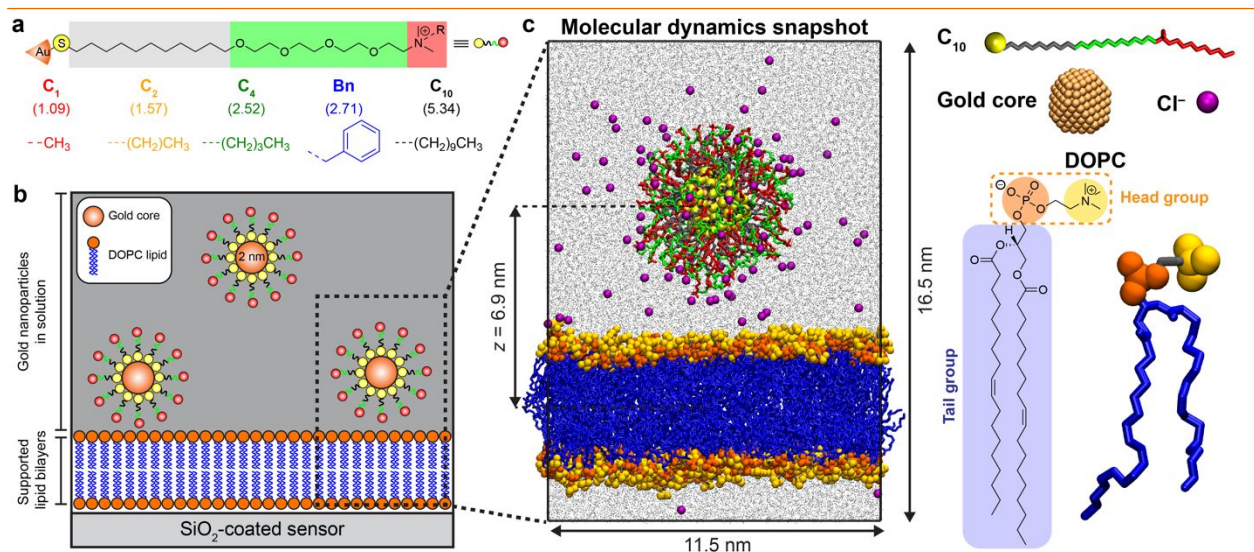 a
Au
S
O
O
O
O
N
R
C₁
(1.09)
--CH₃
C₂
(1.57)
---(CH₂)CH₃
C₄
(2.52)
---(CH₂)₃CH₃
Bn
(2.71)
C₁₀
(5.34)
---(CH₂)₉CH₃
b
Gold core
DOPC lipid
2 nm
Gold nanoparticles
in solution
Supported
lipid bilayers
SiO₂-coated sensor
c
Molecular dynamics snapshot
z = 6.9 nm
16.5 nm
11.5 nm
C₁₀
Gold core
Cl⁻
DOPC
Head group
Tail group
O
O
P
O
O
N
H
O
O
O
O